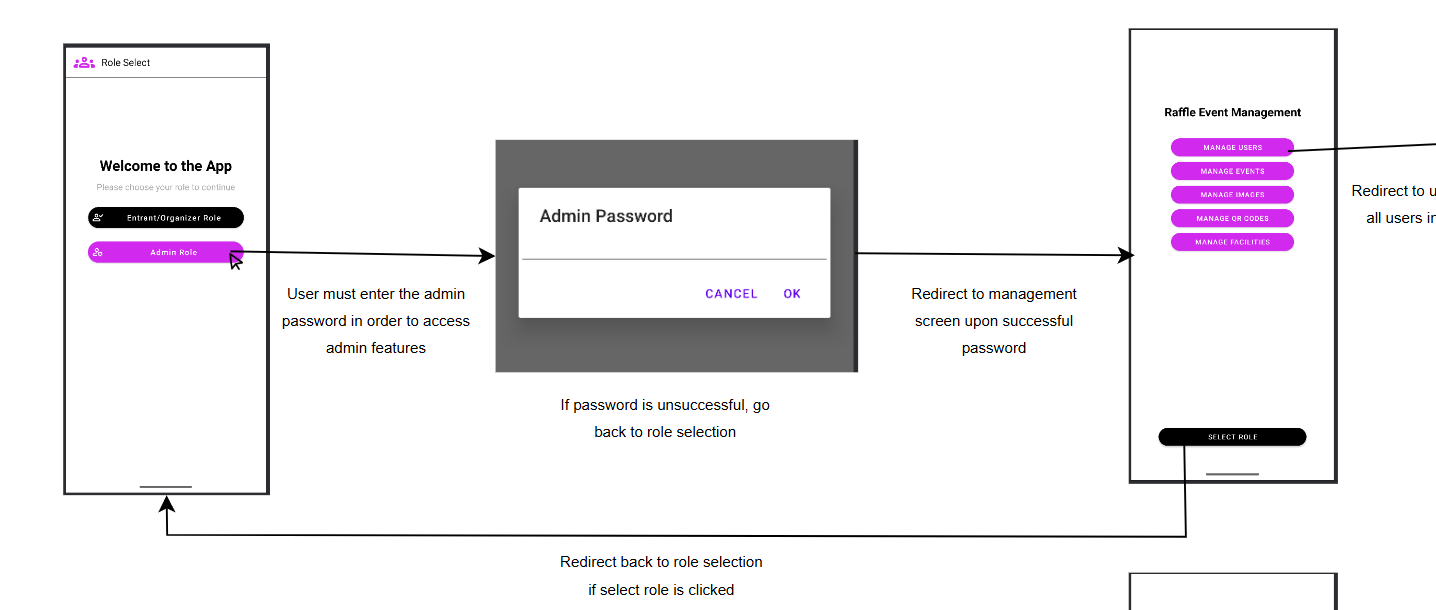 Role Select
Welcome to the App
Please choose your role to continue
Entrant/Organizer Role
Admin Role
User must enter the admin
password in order to access
admin features
Admin Password
CANCEL OK
If password is unsuccessful, go
back to role selection
Redirect to management
screen upon successful
password
Raffle Event Management
MANAGE USERS
MANAGE EVENTS
MANAGE IMAGES
MANAGE QR CODES
MANAGE FACILITIES
SELECT ROLE
Redirect to
all users
Redirect back to role selection
if select role is clicked